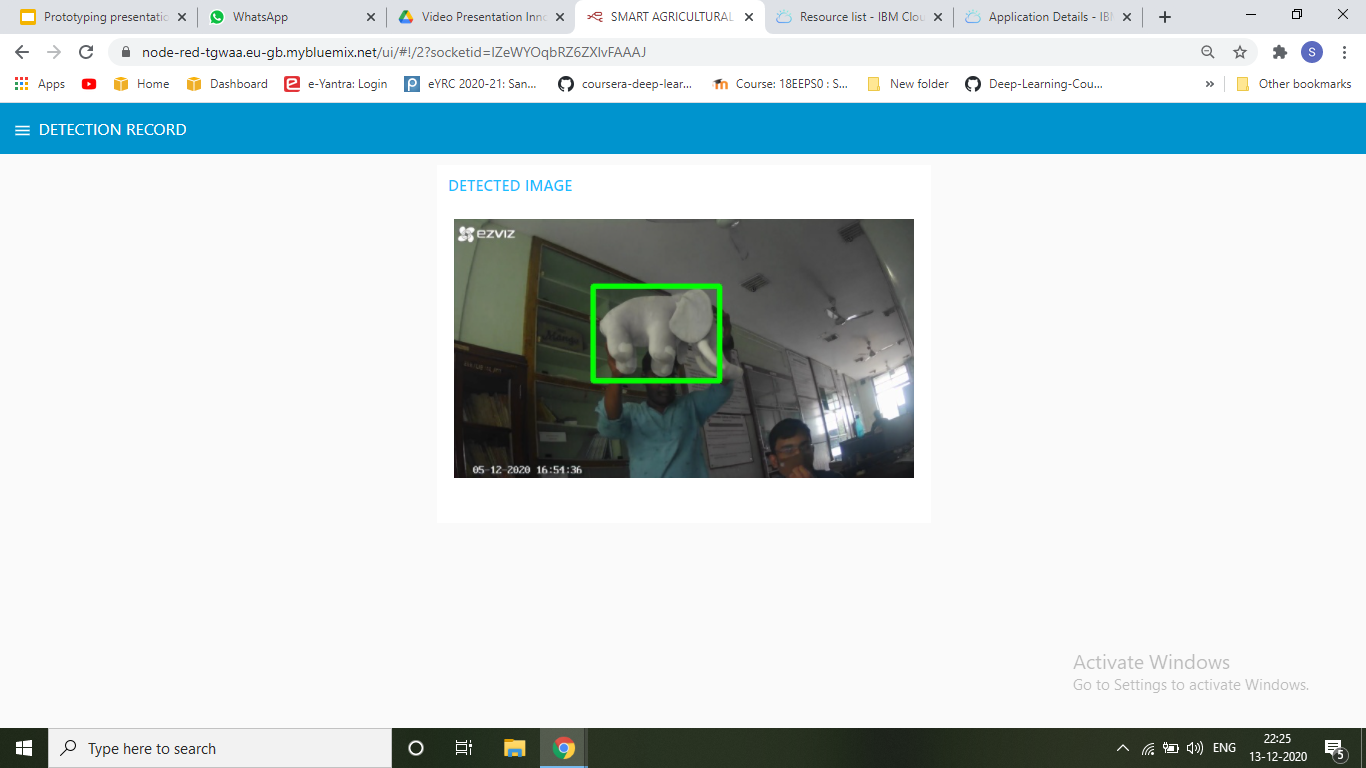 Prototyping presentatio
WhatsApp
Video Presentation Inno
SMART AGRICULTURAL
Resource list - IBM Clou
Application Details - IBM
node-red-tgwaa.eu-gb.mybluemix.net/ui/#!/2?socketid=IZeWYOqbRZ6ZXIvFAAAJ
S
Apps
Home
Dashboard
e-Yantra: Login
eYRC 2020-21: San...
coursera-deep-lear...
Course: 18EEPS0 : S...
New folder
Deep-Learning-Cou...
»
Other bookmarks
DETECTION RECORD
DETECTED IMAGE
ezviz
05-12-2020 16:54:36
Activate Windows
Go to Settings to activate Windows.
Type here to search
ENG
22:25
13-12-2020
5